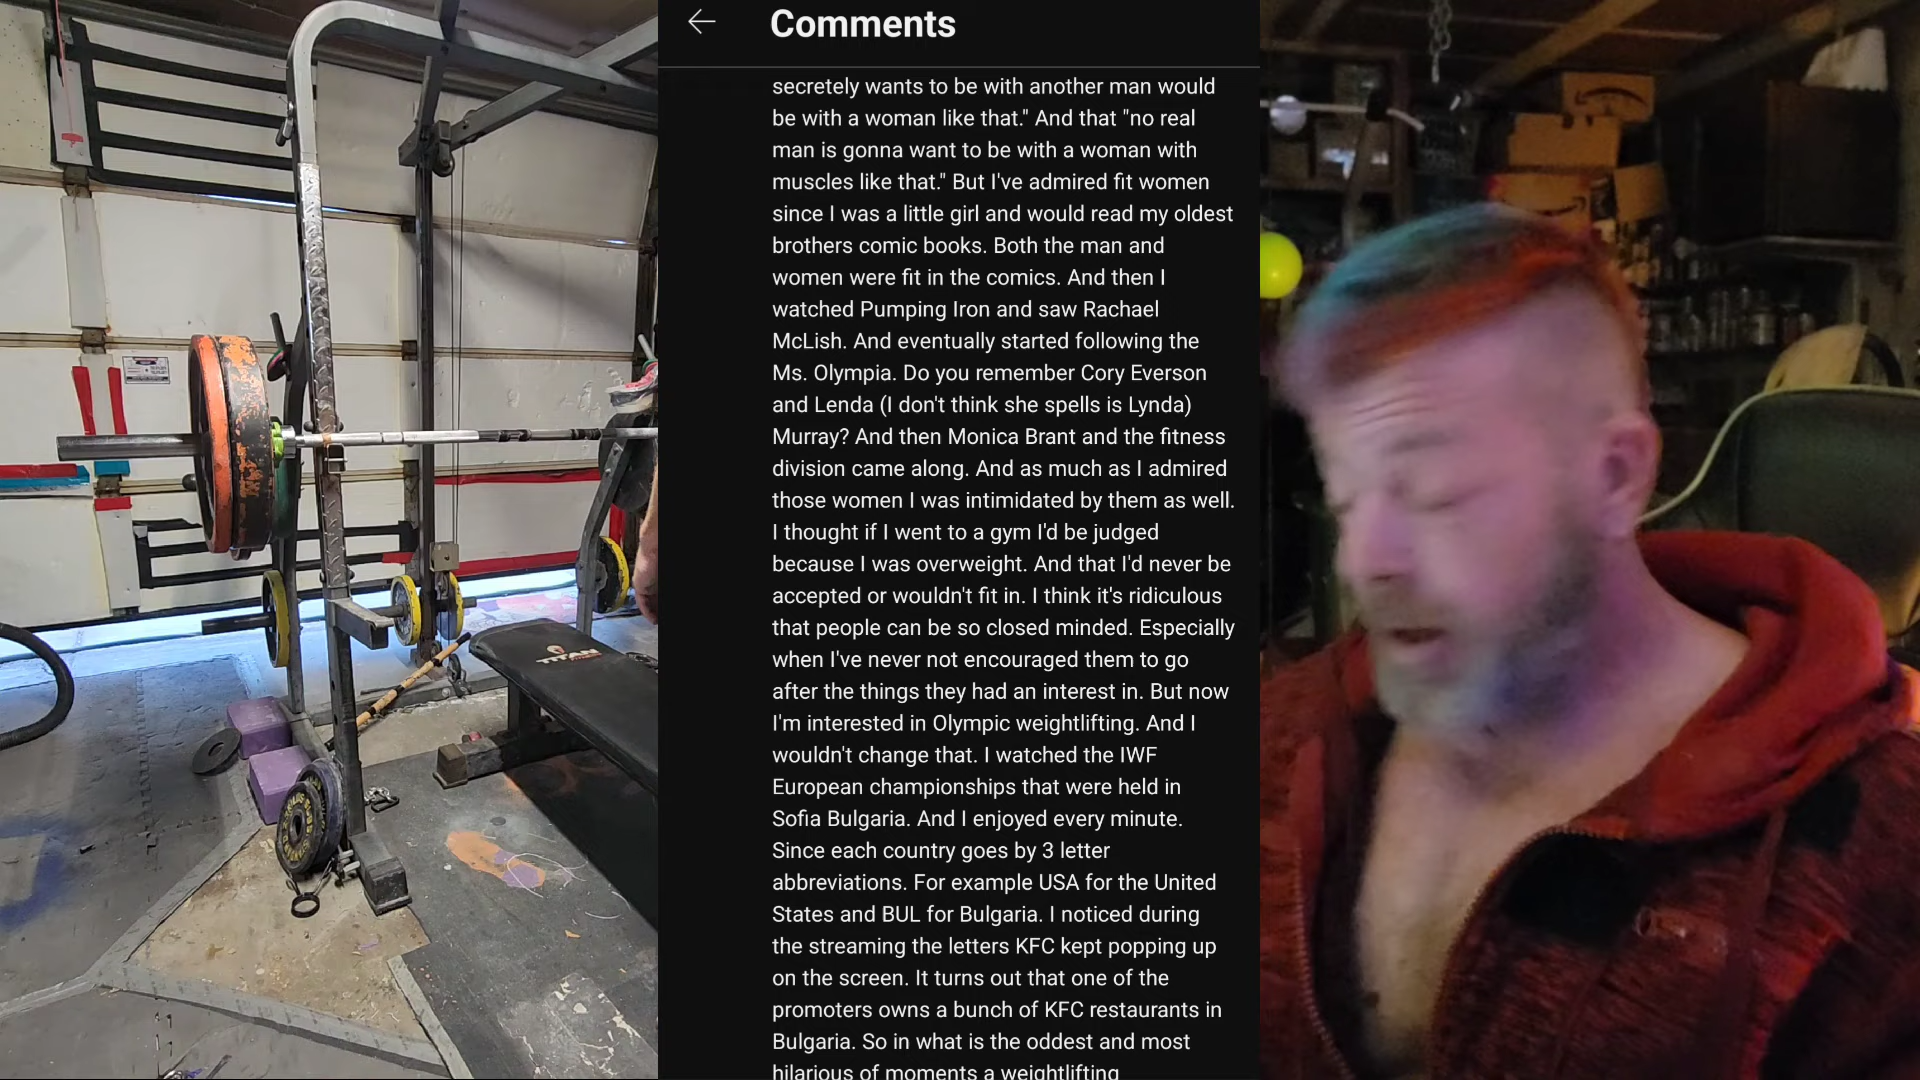 Comments
secretely wants to be with another man would
be with a woman like that." And that "no real
man is gonna want to be with a woman with
muscles like that." But I've admired fit women
since I was a little girl and would read my oldest
brothers comic books. Both the man and
women were fit in the comics. And then I
watched Pumping Iron and saw Rachael
McLish. And eventually started following the
Ms. Olympia. Do you remember Cory Everson
and Lenda (I don't think she spells is Lynda)
Murray? And then Monica Brant and the fitness
division came along. And as much as I admired
those women I was intimidated by them as well.
I thought if I went to a gym I'd be judged
because I was overweight. And that I'd never be
accepted or wouldn't fit in. I think it's ridiculous
that people can be so closed minded. Especially
when I've never not encouraged them to go
after the things they had an interest in. But now
I'm interested in Olympic weightlifting. And I
wouldn't change that. I watched the IWF
European championships that were held in
Sofia Bulgaria. And I enjoyed every minute.
Since each country goes by 3 letter
abbreviations. For example USA for the United
States and BUL for Bulgaria. I noticed during
the streaming the letters KFC kept popping up
on the screen. It turns out that one of the
promoters owns a bunch of KFC restaurants in
Bulgaria. So in what is the oddest and most
hilarious of moments a weightlifting
TITAN